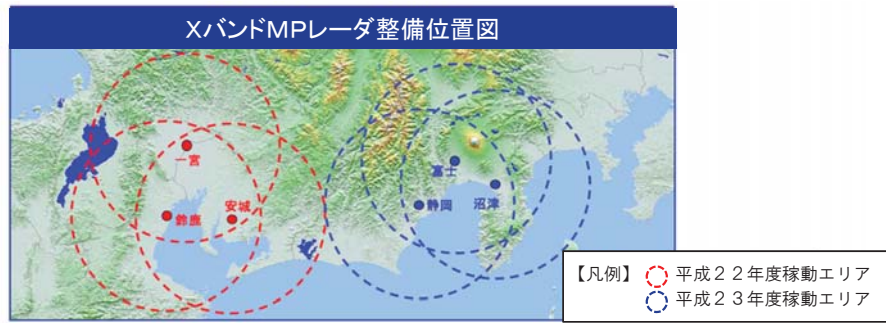 XバンドMPレーダ整備位置図
一宮
鈴鹿
安城
富士
静岡
沼津
【凡例】 平成２２年度稼動エリア
平成２３年度稼動エリア